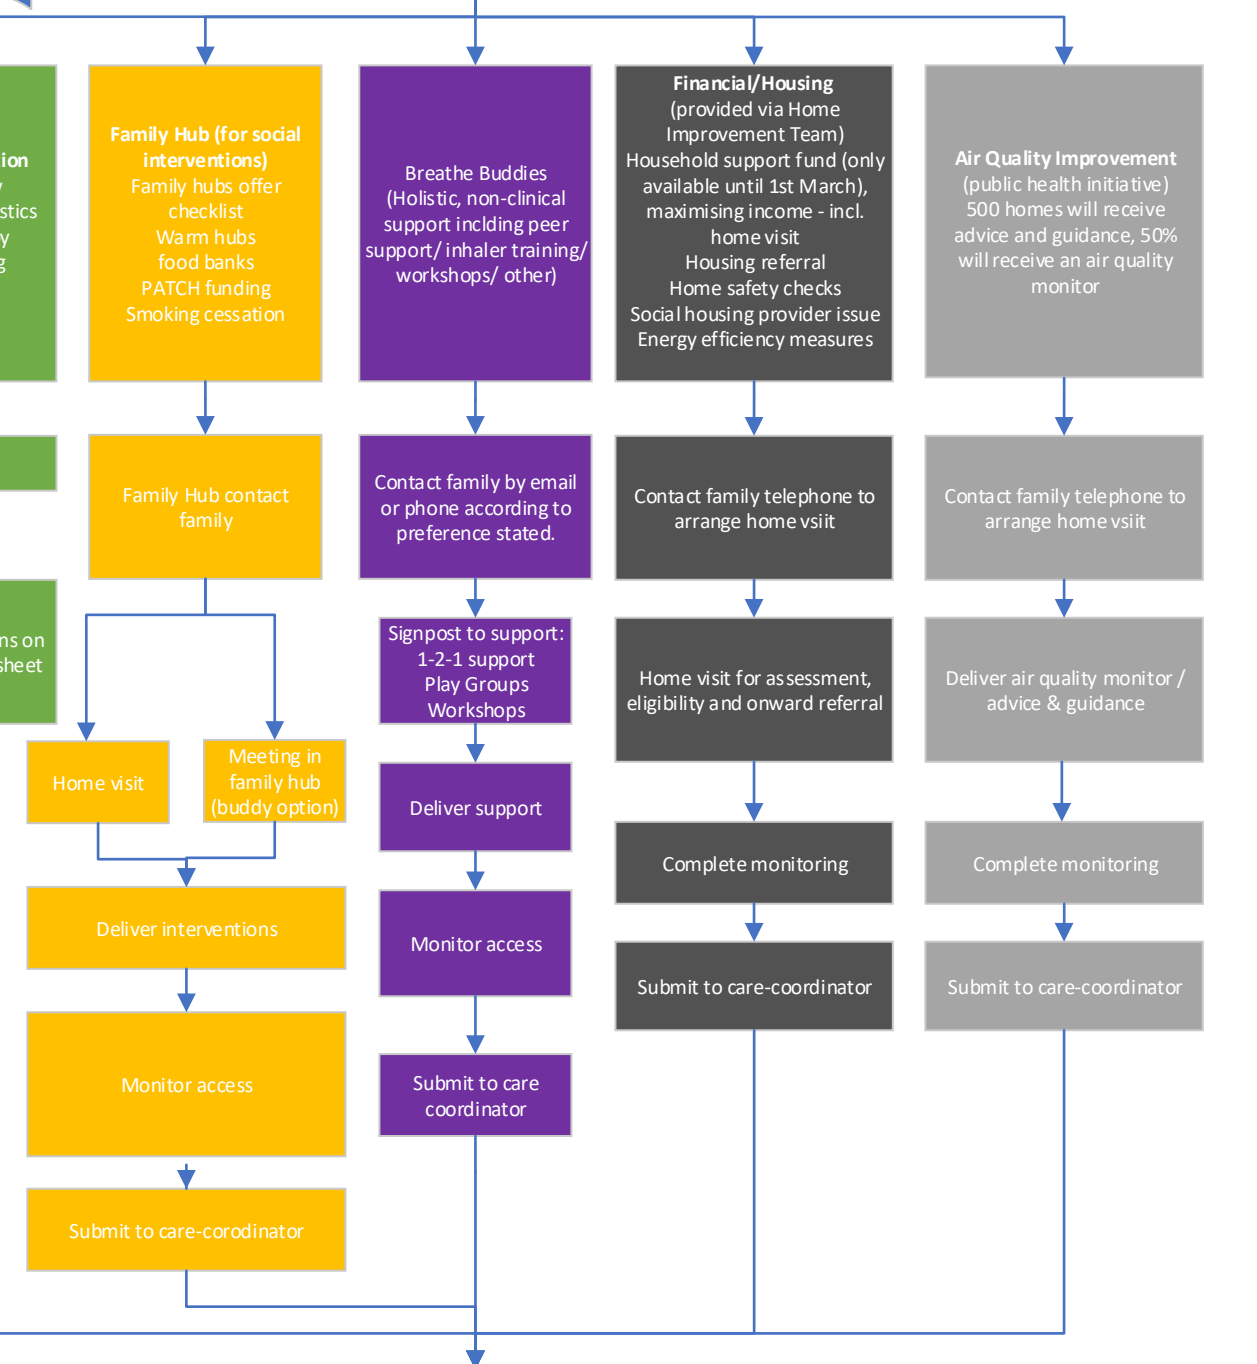 ion
stics
Family Hub (for social
interventions)
Family hubs offer
checklist
Warm hubs
food banks
PATCH funding
Smoking cessation
Breathe Buddies
(Holistic, non-clinical
support inclding peer
support/ inhaler training/
workshops/ other)
Financial/Housing
(provided via Home
Improvement Team)
Household support fund (only
available until 1st March),
maximising income - incl.
home visit
Housing referral
Home safety checks
Social housing provider issue
Energy efficiency measures
Air Quality Improvement
(public health initiative)
500 homes will receive
advice and guidance, 50%
will receive an air quality
monitor
Family Hub contact
family
Contact family by email
or phone according to
preference stated.
Contact family telephone to
arrange home vsiit
Contact family telephone to
arrange home vsiit
ns on
sheet
Signpost to support:
1-2-1 support
Play Groups
Workshops
Home visit for assessment,
eligibility and onward referral
Deliver air quality monitor /
advice & guidance
Home visit
Meeting in
family hub
(buddy option)
Deliver support
Complete monitoring
Complete monitoring
Deliver interventions
Monitor access
Submit to care-coordinator
Submit to care-coordinator
Monitor access
Submit to care
coordinator
Submit to care-corodinator